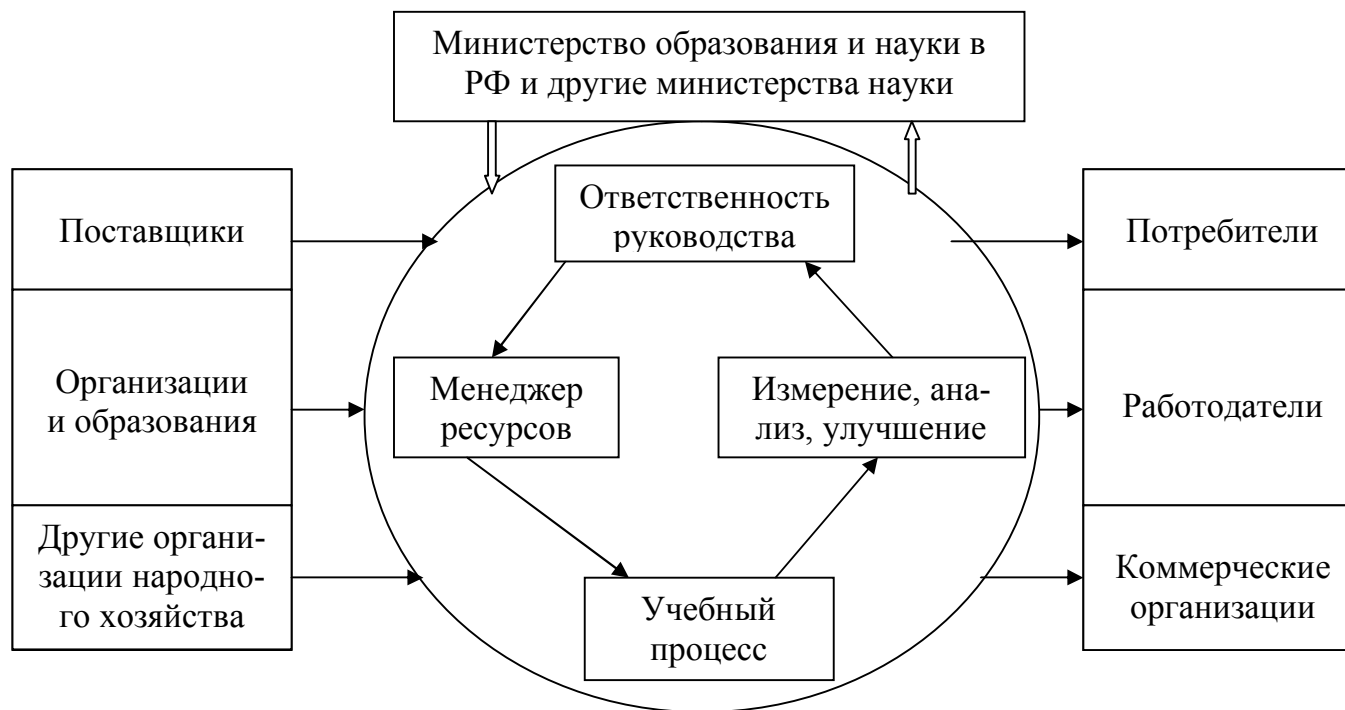 Министерство образования и науки в
РФ и другие министерства науки
Поставщики
Организации
и образования
Другие органи-
зации народно-
го хозяйства
Ответственность
руководства
Менеджер
ресурсов
Измерение, ана-
лиз, улучшение
Учебный
процесс
Потребители
Работодатели
Коммерческие
организации